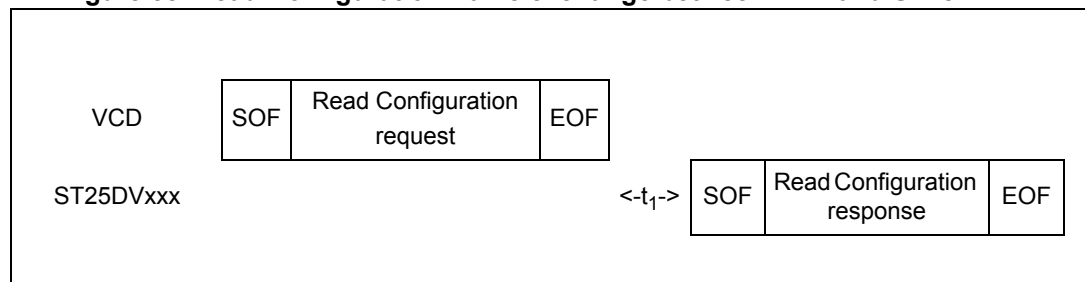 VCD SOF Read Configuration request EOF
ST25DVxxx <-t1-> SOF Read Configuration response EOF